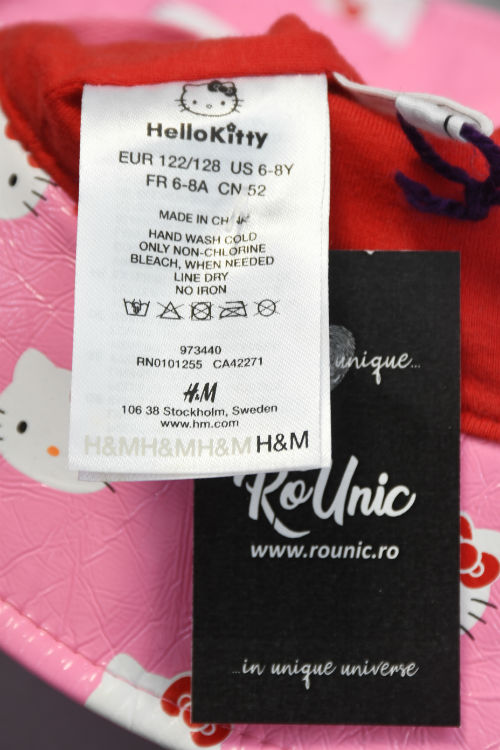 HelloKitty
EUR 122/128 US 6-8Y
FR 6-8A CN 52
MADE IN
HAND WASH COLD
ONLY NON-CHLORINE
BLEACH, WHEN NEEDED
LINE DRY
NO IRON
973440
RN0101255 CA42271
H&M
106 38 Stockholm, Sweden
www.hm.com
H&MH&MH&MH&M
unique...
RoUnic
www.rounic.ro
...in unique universe